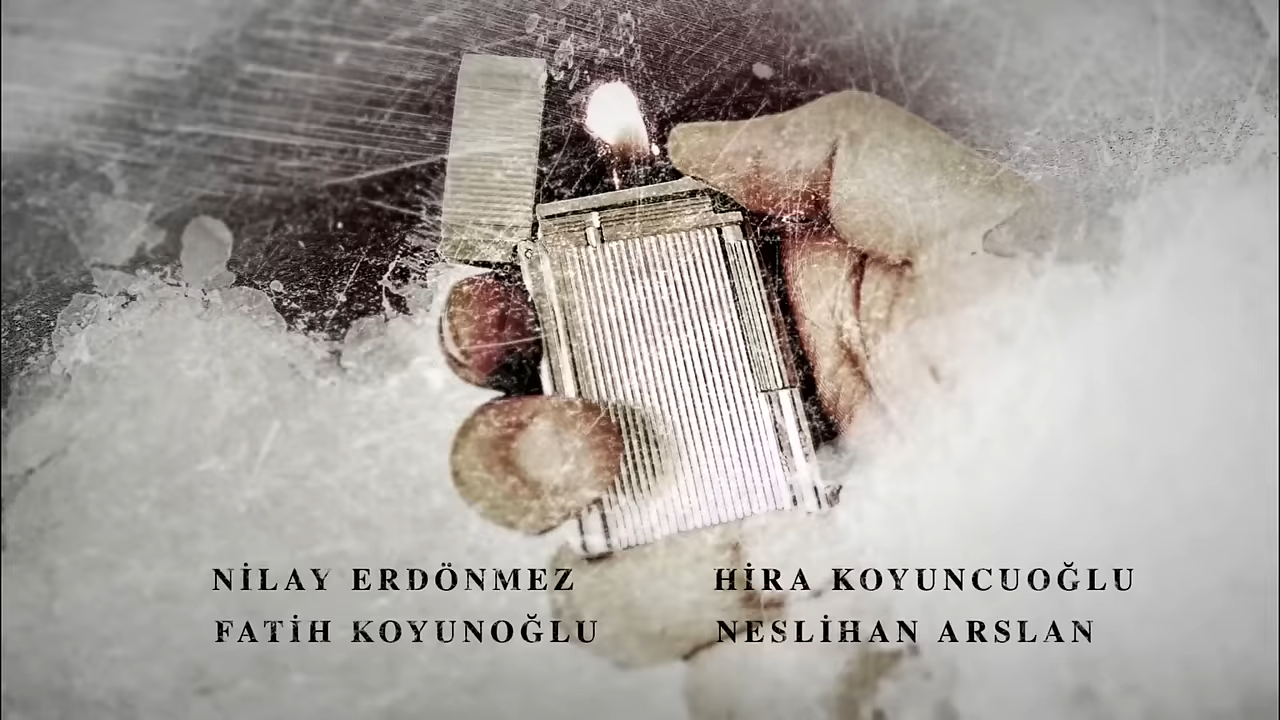 NİLAY ERDÖNMEZ
FATİH KOYUNOĞLU
HİRA KOYUNCUOĞLU
NESLİHAN ARSLAN